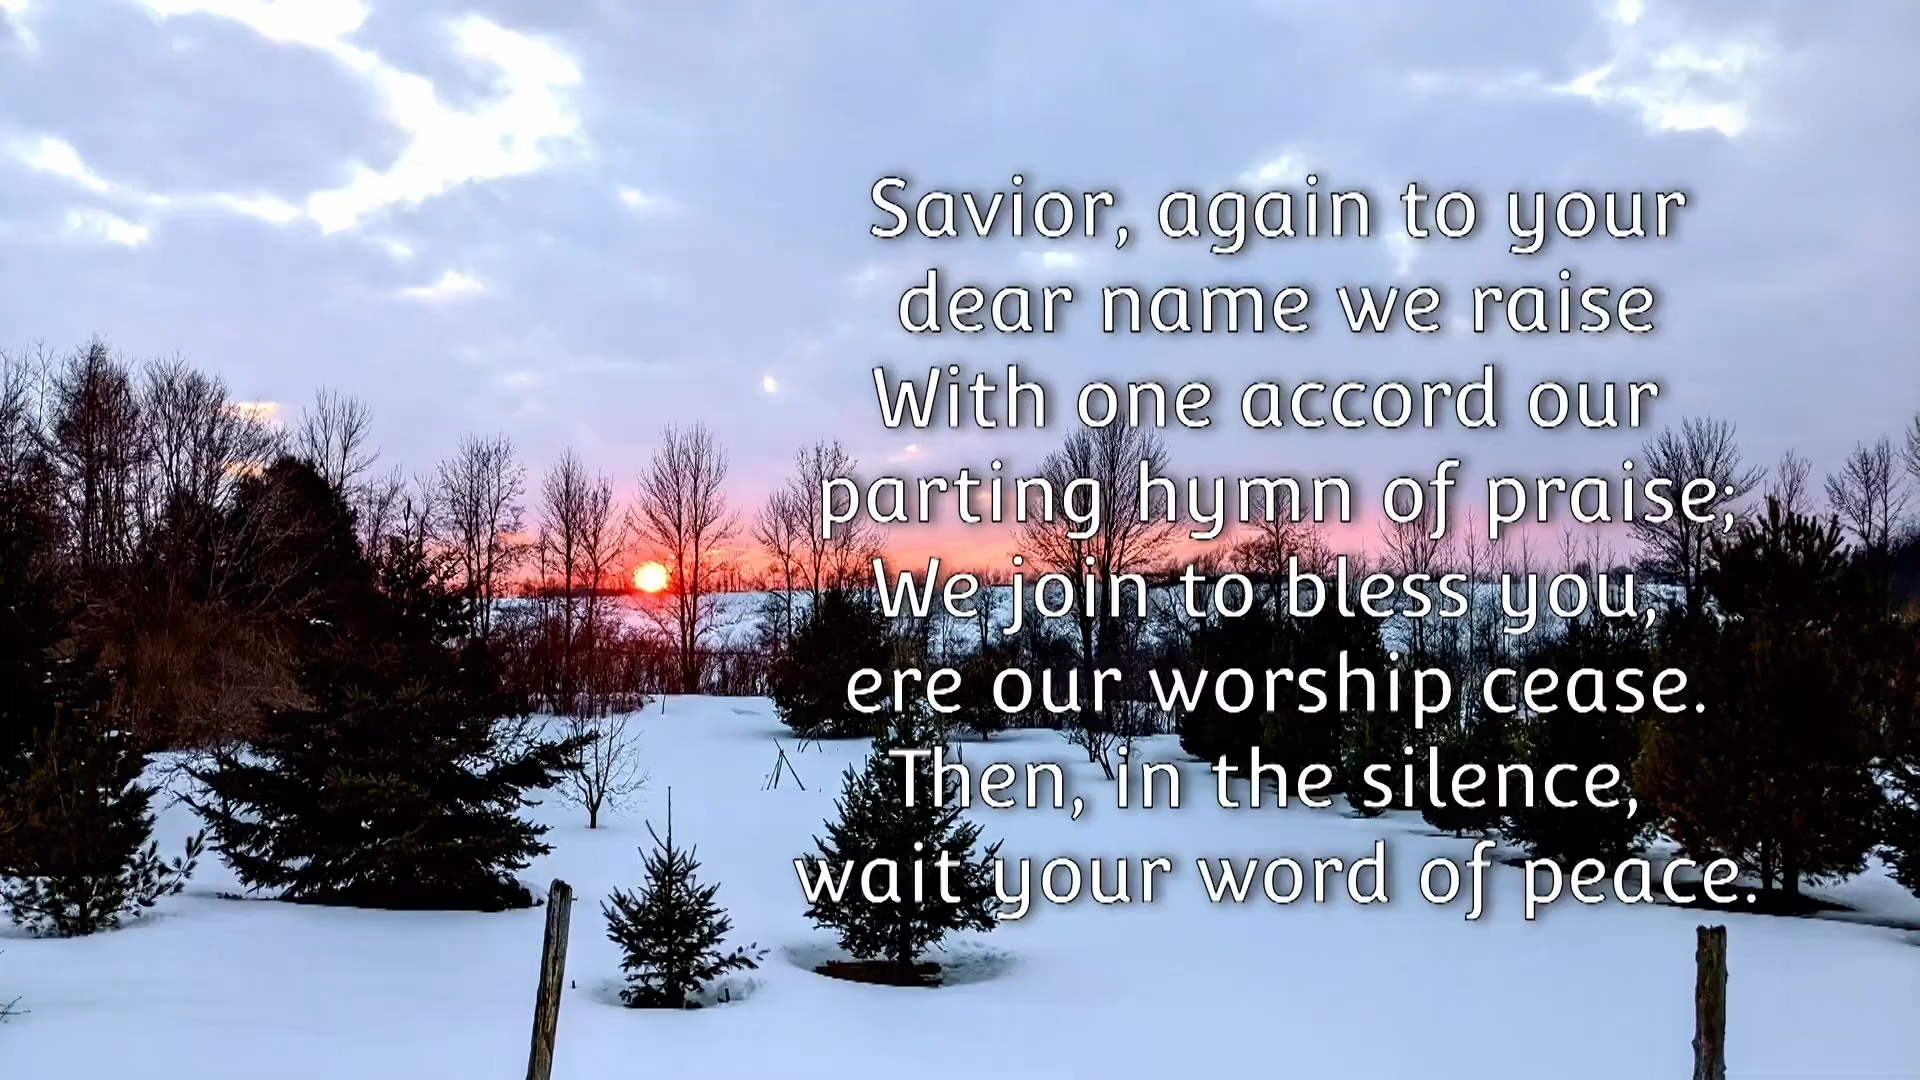 Savior, again to your
dear name we raise
With one accord our
parting hymn of praise;
We join to bless you,
ere our worship cease.
Then, in the silence,
wait your word of peace.